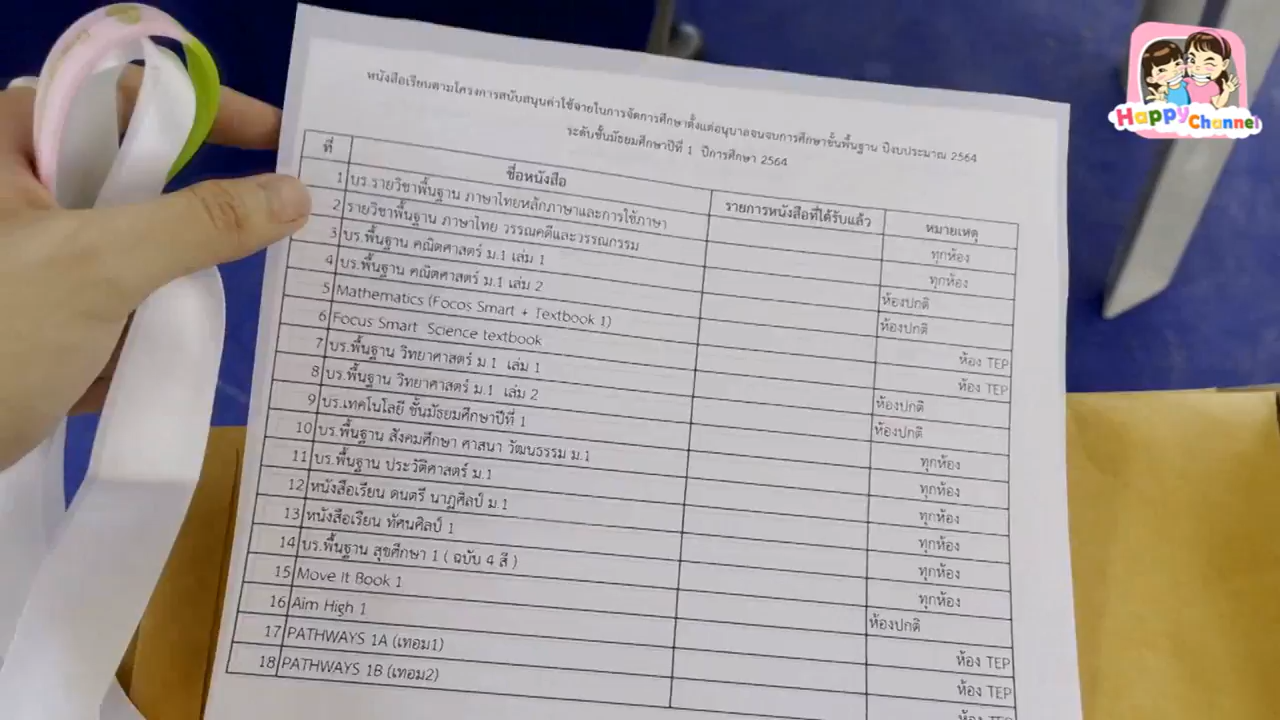 Happy Channel
หนังสือเรียนตามโครงการสนับสนุนค่าใช้จ่ายในการจัดการศึกษาตั้งแต่อนุบาลจนจบการศึกษาขั้นพื้นฐาน ปีงบประมาณ 2564
ระดับชั้นมัธยมศึกษาปีที่ 1 ปีการศึกษา 2564
ที่ ชื่อหนังสือ รายการหนังสือที่ได้รับแล้ว หมายเหตุ
1 บร.รายวิชาพื้นฐาน ภาษาไทยหลักภาษาและการใช้ภาษา ทุกห้อง
2 รายวิชาพื้นฐาน ภาษาไทย วรรณคดีและวรรณกรรม ทุกห้อง
3 บร.พื้นฐาน คณิตศาสตร์ ม.1 เล่ม 1 ห้องปกติ
4 บร.พื้นฐาน คณิตศาสตร์ ม.1 เล่ม 2 ห้องปกติ
5 Mathematics (Focos Smart + Textbook 1) ห้อง TEP
6 Focus Smart Science textbook ห้อง TEP
7 บร.พื้นฐาน วิทยาศาสตร์ ม.1 เล่ม 1 ห้องปกติ
8 บร.พื้นฐาน วิทยาศาสตร์ ม.1 เล่ม 2 ห้องปกติ
9 บร.เทคโนโลยี ชั้นมัธยมศึกษาปีที่ 1 ทุกห้อง
10 บร.พื้นฐาน สังคมศึกษา ศาสนา วัฒนธรรม ม.1 ทุกห้อง
11 บร.พื้นฐาน ประวัติศาสตร์ ม.1 ทุกห้อง
12 หนังสือเรียน ดนตรี นาฏศิลป์ ม.1 ทุกห้อง
13 หนังสือเรียน ทัศนศิลป์ 1 ทุกห้อง
14 บร.พื้นฐาน สุขศึกษา 1 ( ฉบับ 4 สี ) ทุกห้อง
15 Move It Book 1 ห้องปกติ
16 Aim High 1 ห้อง TEP
17 PATHWAYS 1A (เทอม1) ห้อง TEP
18 PATHWAYS 1B (เทอม2) ห้อง TEP